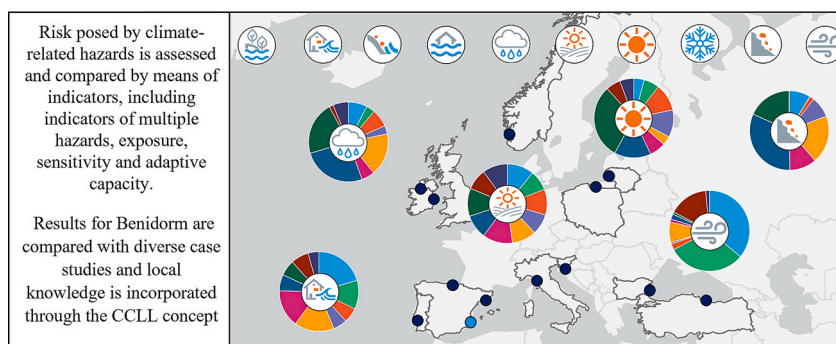 Risk posed by climate-
related hazards is assessed
and compared by means of
indicators, including
indicators of multiple
hazards, exposure,
sensitivity and adaptive
capacity.
Results for Benidorm are
compared with diverse case
studies and local
knowledge is incorporated
through the CCLL concept